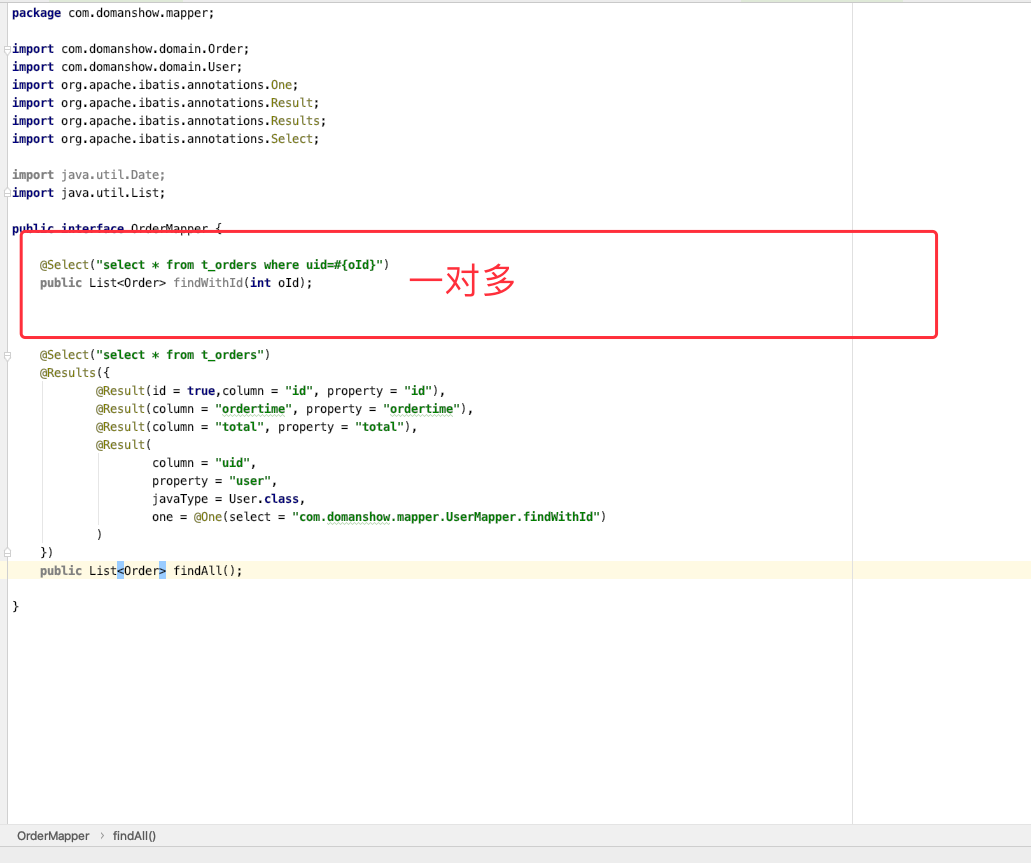 package com.domanshow.mapper;
import com.domanshow.domain.Order;
import com.domanshow.domain.User;
import org.apache.ibatis.annotations.One;
import org.apache.ibatis.annotations.Result;
import org.apache.ibatis.annotations.Results;
import org.apache.ibatis.annotations.Select;
import java.util.Date;
import java.util.List;
public interface OrderMapper {
@Select("select * from t_orders where uid=#{oId}")
public List<Order> findWithId(int oId);
一对多
@Select("select * from t_orders")
@Results({
@Result(id = true,column = "id", property = "id"),
@Result(column = "ordertime", property = "ordertime"),
@Result(column = "total", property = "total"),
@Result(
column = "uid",
property = "user",
javaType = User.class,
one = @One(select = "com.domanshow.mapper.UserMapper.findWithId")
)
})
public List<Order> findAll();
}
OrderMapper › findAll()